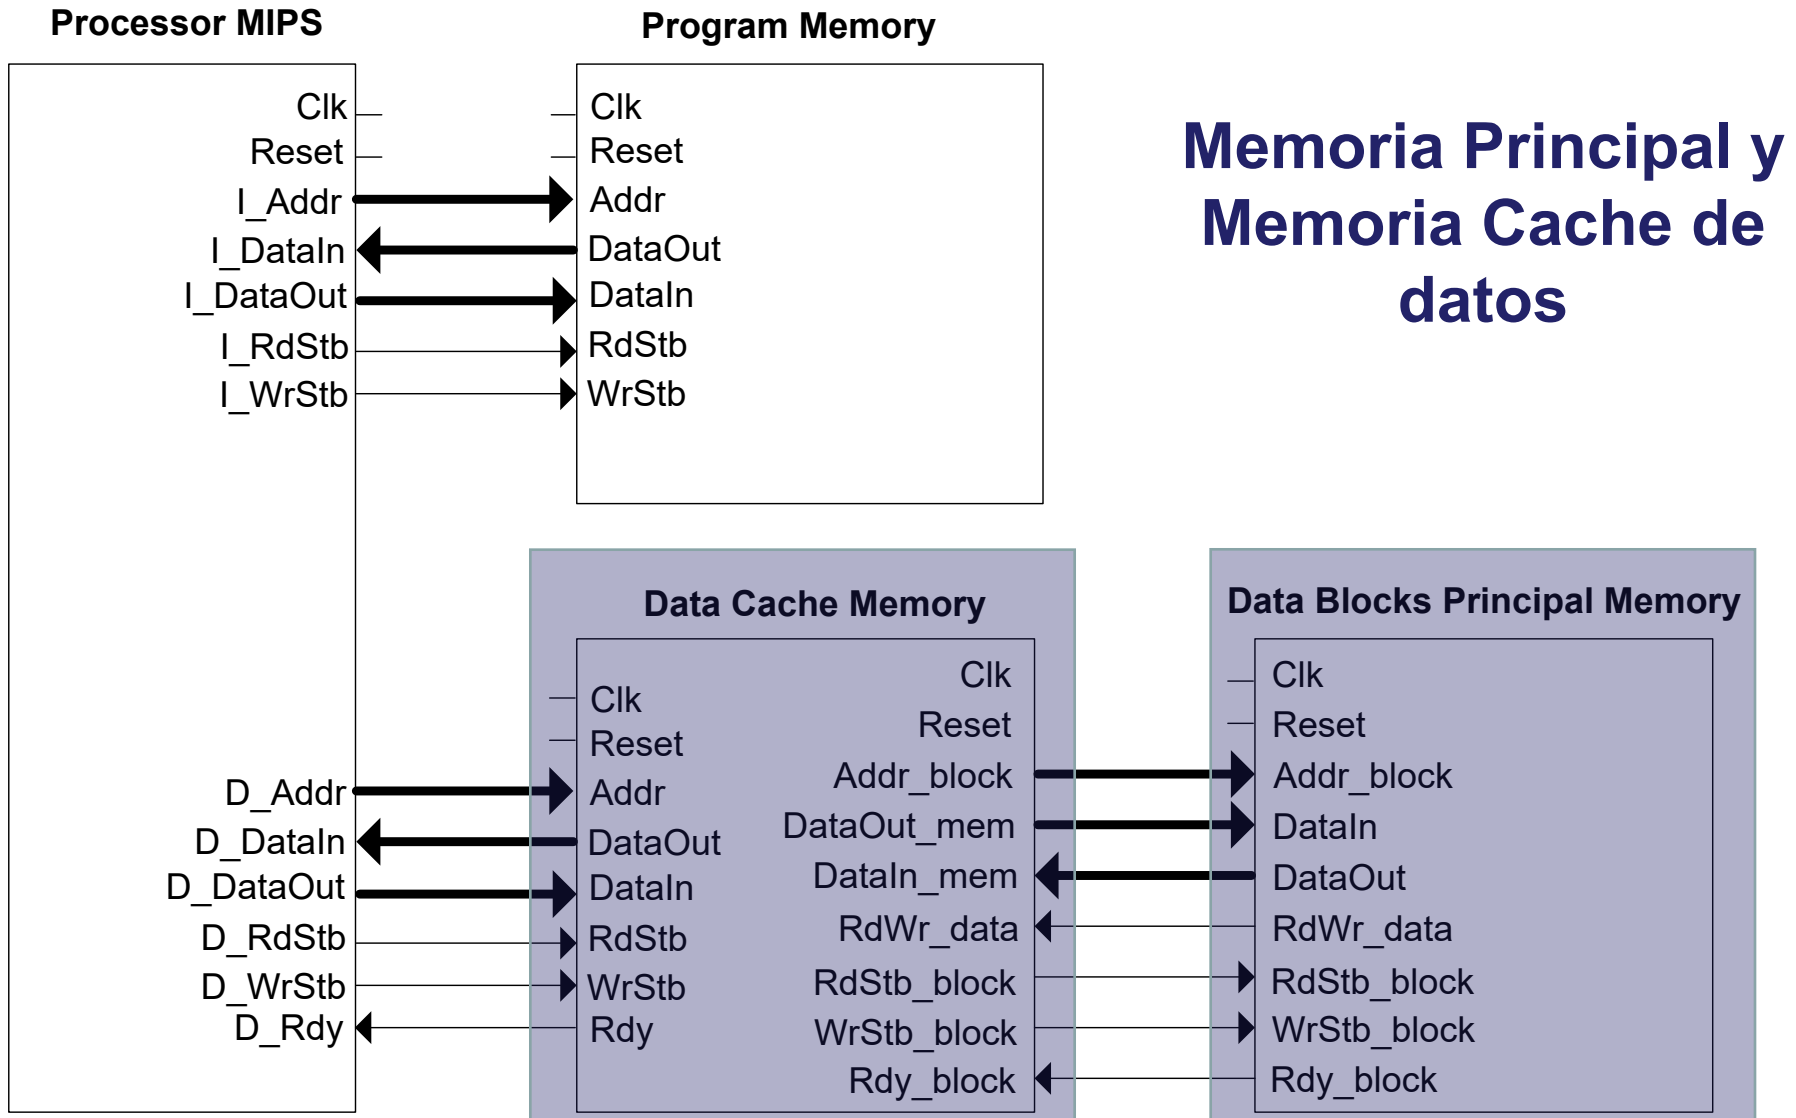 Processor MIPS
Clk
Reset
I_Addr
I_DataIn
I_DataOut
I_RdStb
I_WrStb
D_Addr
D_DataIn
D_DataOut
D_RdStb
D_WrStb
D_Rdy
Program Memory
Clk
Reset
Addr
DataOut
DataIn
RdStb
WrStb
Memoria Principal y
Memoria Cache de
datos
Data Cache Memory
Clk
Reset
Addr
DataOut
DataIn
RdStb
WrStb
Rdy
Clk
Reset
Addr_block
DataOut_mem
DataIn_mem
RdWr_data
RdStb_block
WrStb_block
Rdy_block
Data Blocks Principal Memory
Clk
Reset
Addr_block
DataIn
DataOut
RdWr_data
RdStb_block
WrStb_block
Rdy_block